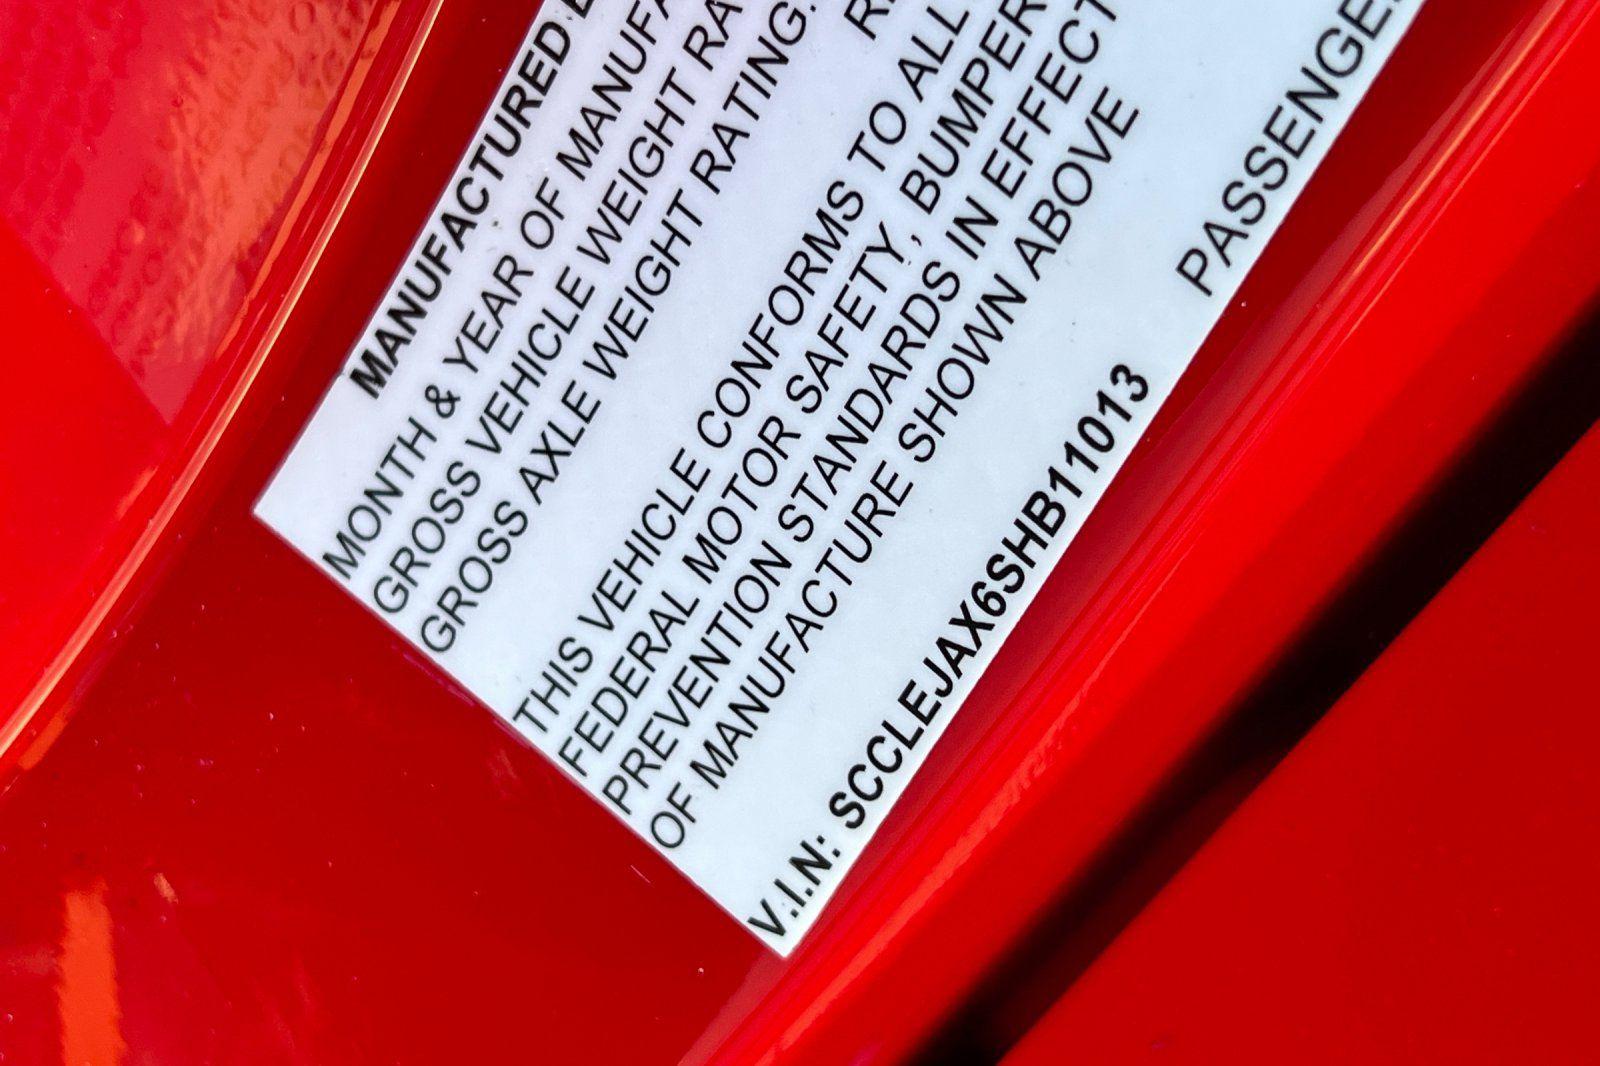 MANUFACTURED
MONTH & YEAR OF MANUFA
GROSS VEHICLE WEIGHT RA
GROSS AXLE WEIGHT RATING.
THIS VEHICLE CONFORMS TO ALL
FEDERAL MOTOR SAFETY, BUMPER
PREVENTION STANDARDS IN EFFECT
OF MANUFACTURE SHOWN ABOVE
V.I.N: SCCLEJAX6SHB11013
PASSENGE